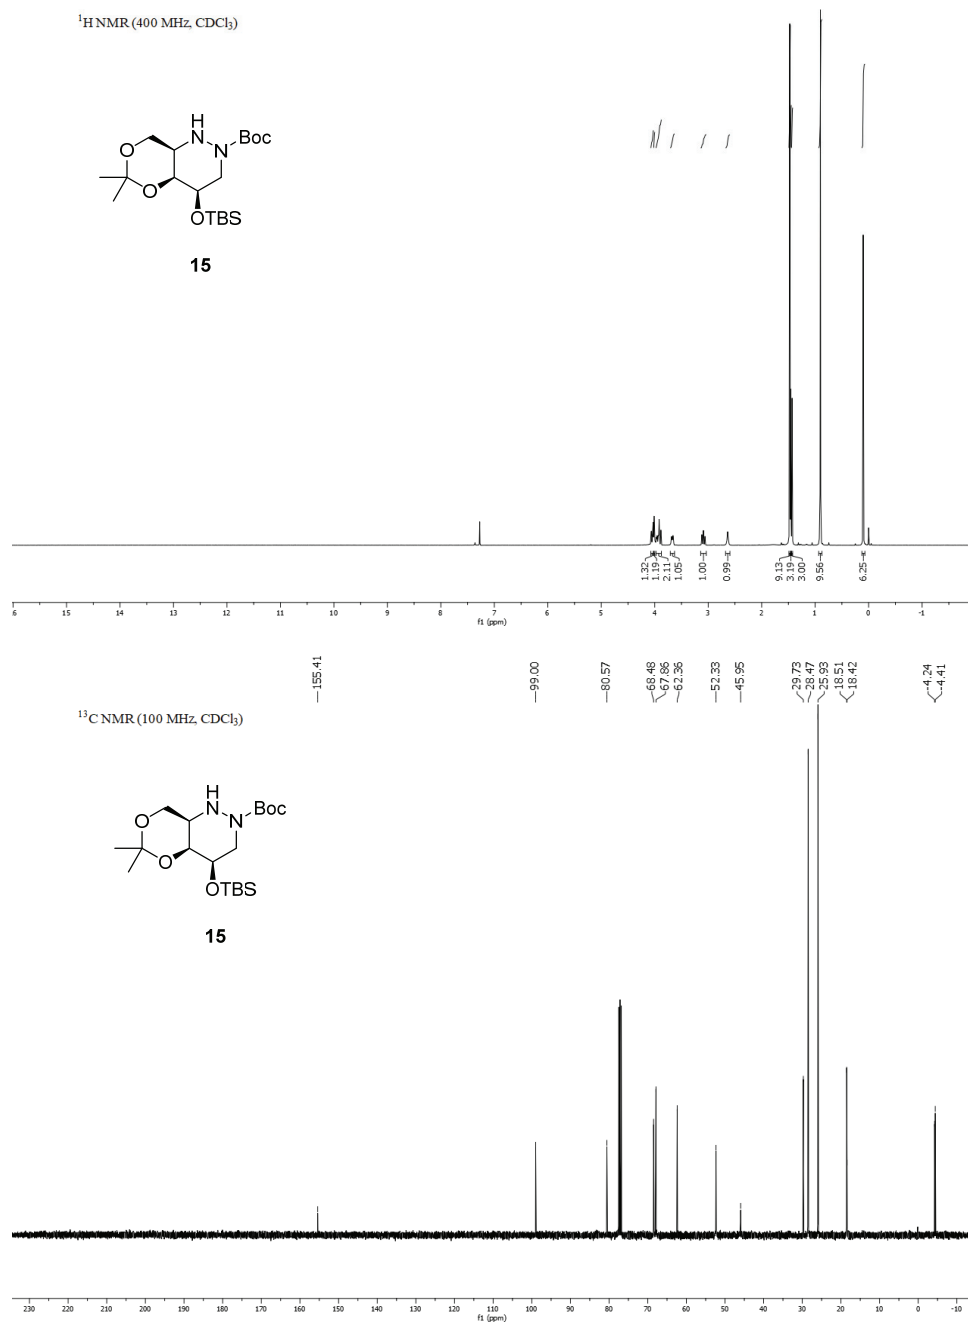 ¹H NMR (400 MHz, CDCl₃)
H
N
N
Boc
O
O
OTBS
15
1.32
1.19
2.11
1.05
1.00
0.99
9.13
3.19
3.00
9.56
6.25
6 15 14 13 12 11 10 9 8 7 6 5 4 3 2 1 0 -1
f1 (ppm)
155.41
99.00
80.57
68.48
67.86
62.36
52.33
45.95
29.73
28.47
25.93
18.51
18.42
-4.24
-4.41
¹³C NMR (100 MHz, CDCl₃)
H
N
N
Boc
O
O
OTBS
15
230 220 210 200 190 180 170 160 150 140 130 120 110 100 90 80 70 60 50 40 30 20 10 0 -10
f1 (ppm)